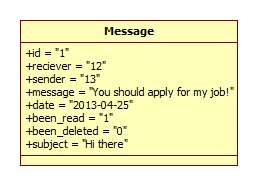 Message
+id = "1"
+reciever = "12"
+sender = "13"
+message = "You should apply for my job!"
+date = "2013-04-25"
+been_read = "1"
+been_deleted = "0"
+subject = "Hi there"